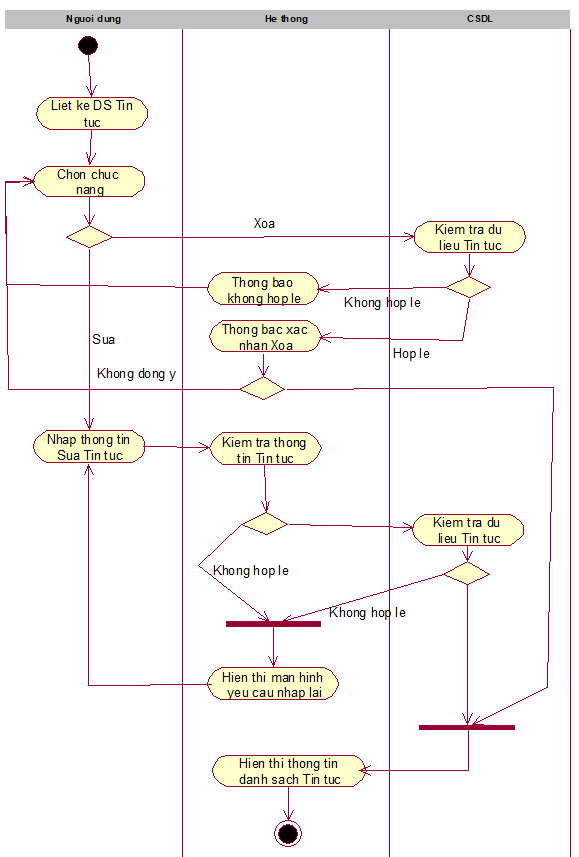 Nguoi dung
He thong
CSDL
Liet ke DS Tin
tuc
Chon chuc
nang
Xoa
Kiem tra du
lieu Tin tuc
Thong bao
khong hop le
Khong hop le
Thong bac xac
nhan Xoa
Hop le
Sua
Khong dong y
Nhap thong tin
Sua Tin tuc
Kiem tra thong
tin Tin tuc
Kiem tra du
lieu Tin tuc
Khong hop le
Khong hop le
Hien thi man hinh
yeu cau nhap lai
Hien thi thong tin
danh sach Tin tuc